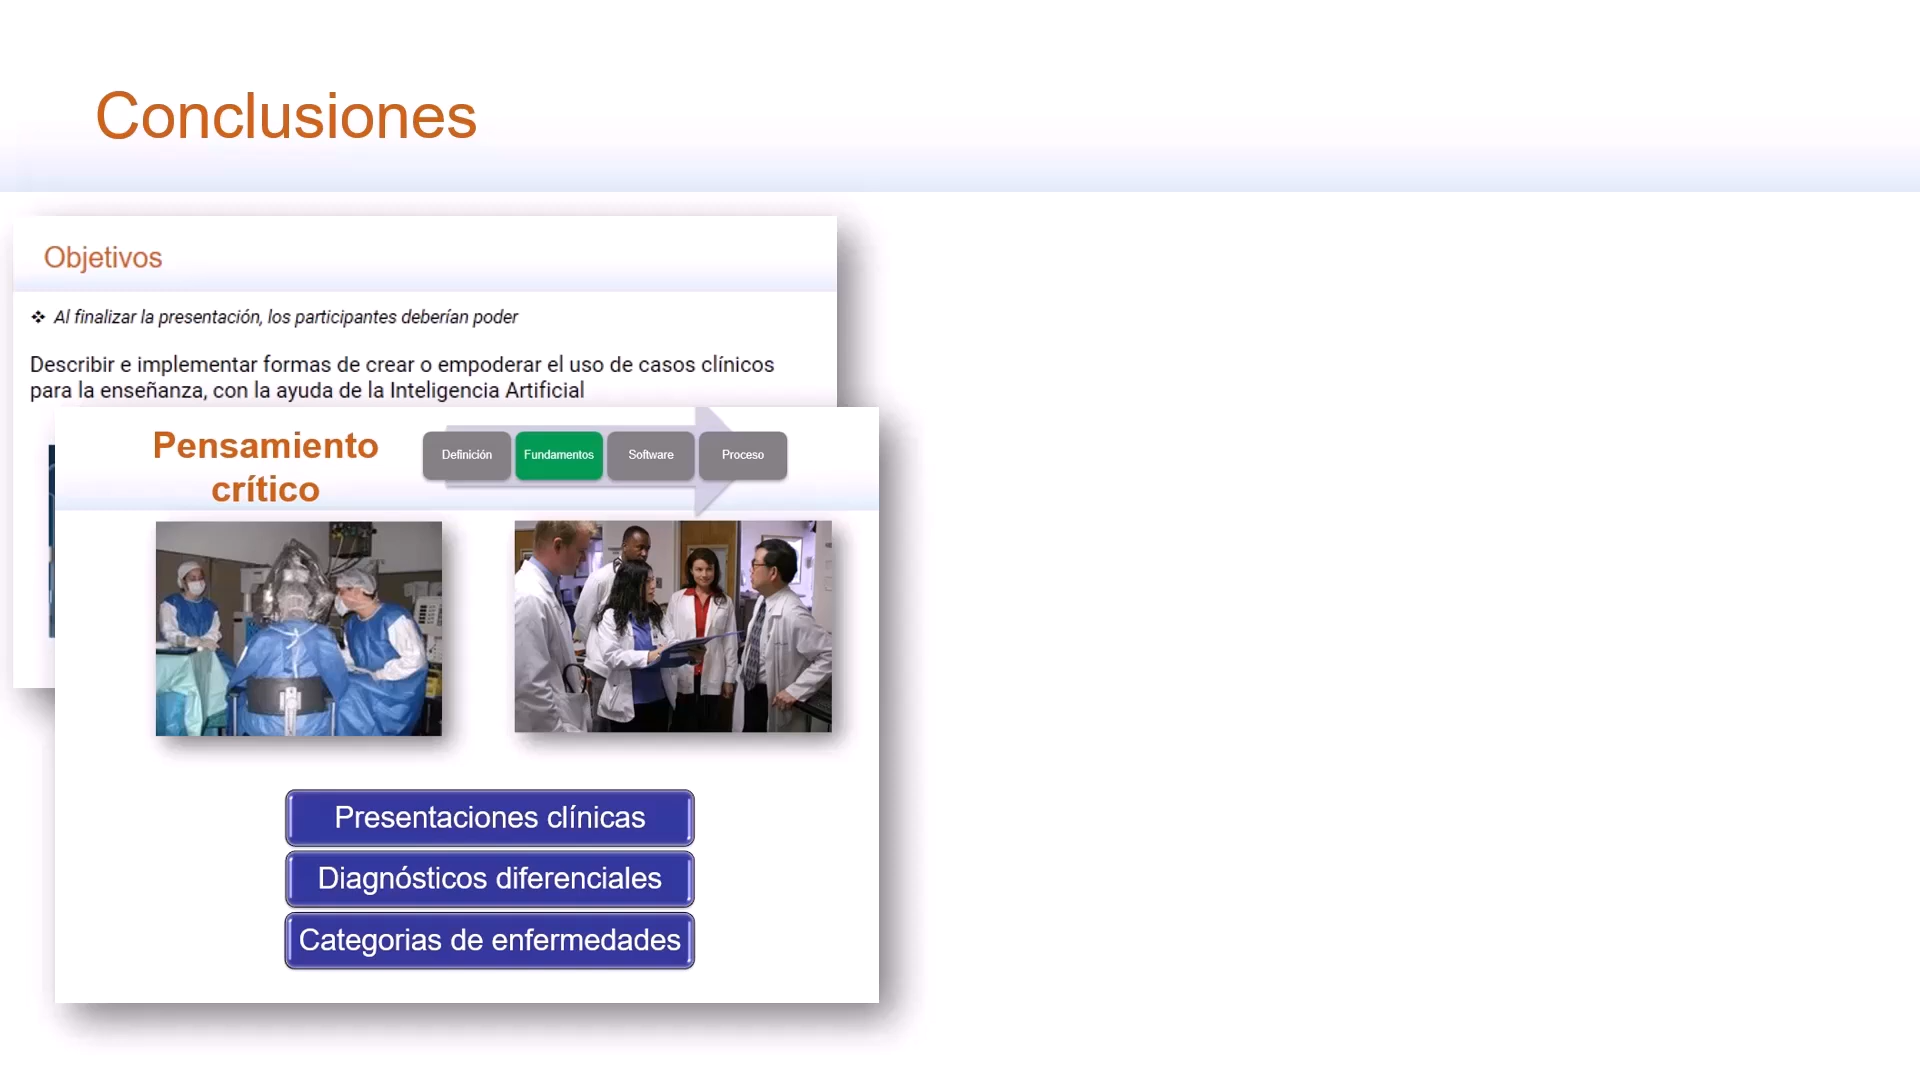 Conclusiones
Objetivos
❖ Al finalizar la presentación, los participantes deberían poder
Describir e implementar formas de crear o empoderar el uso de casos clínicos
para la enseñanza, con la ayuda de la Inteligencia Artificial
Pensamiento
crítico
Definición
Fundamentos
Software
Proceso
Presentaciones clínicas
Diagnósticos diferenciales
Categorias de enfermedades